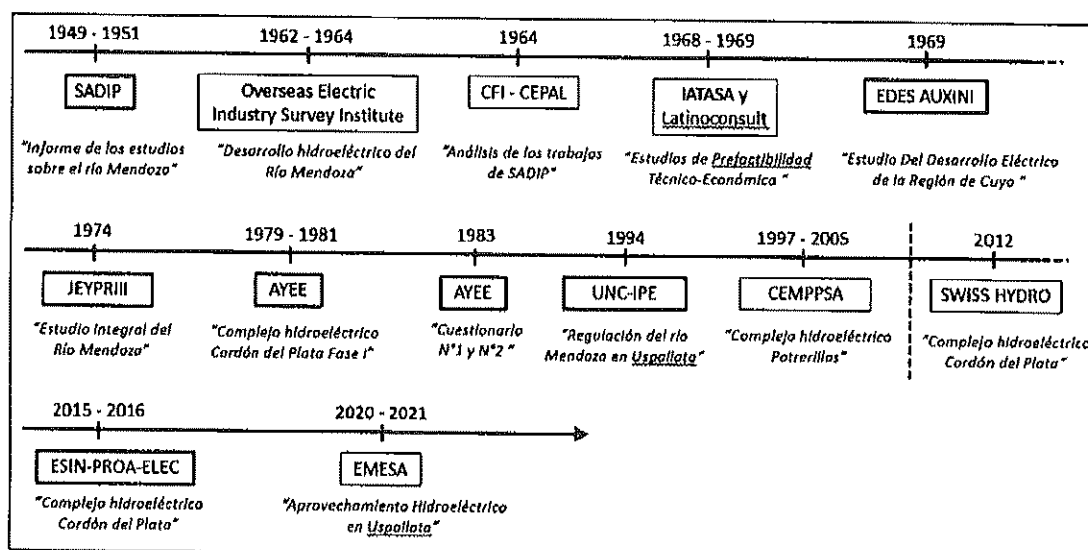 1949 - 1951
1962 - 1964
1964
1968 - 1969
1969
SADIP
Overseas Electric
Industry Survey Institute
CFI - CEPAL
IATASA y
Latinoconsult
EDES AUXINI
"Informe de los estudios
sobre el río Mendoza"
"Desarrollo hidroeléctrico del
Río Mendoza"
"Análisis de los trabajos
de SADIP"
"Estudios de Prefactibilidad
Técnico-Económica "
"Estudio Del Desarrollo Eléctrico
de la Región de Cuyo "
1974
1979 - 1981
1983
1994
1997 - 2005
2012
JEYPRIII
AYEE
AYEE
UNC-IPE
CEMPPSA
SWISS HYDRO
"Estudio Integral del
Río Mendoza"
"Complejo hidroeléctrico
Cordón del Plata Fase I"
"Cuestionario
N°1 y N°2 "
"Regulación del río
Mendoza en Uspallata"
"Complejo hidroeléctrico
Potrerillos"
"Complejo hidroeléctrico
Cordón del Plata"
2015 - 2016
2020 - 2021
ESIN-PROA-ELEC
EMESA
"Complejo hidroeléctrico
Cordón del Plata"
"Aprovechamiento Hidroeléctrico
en Uspallata"